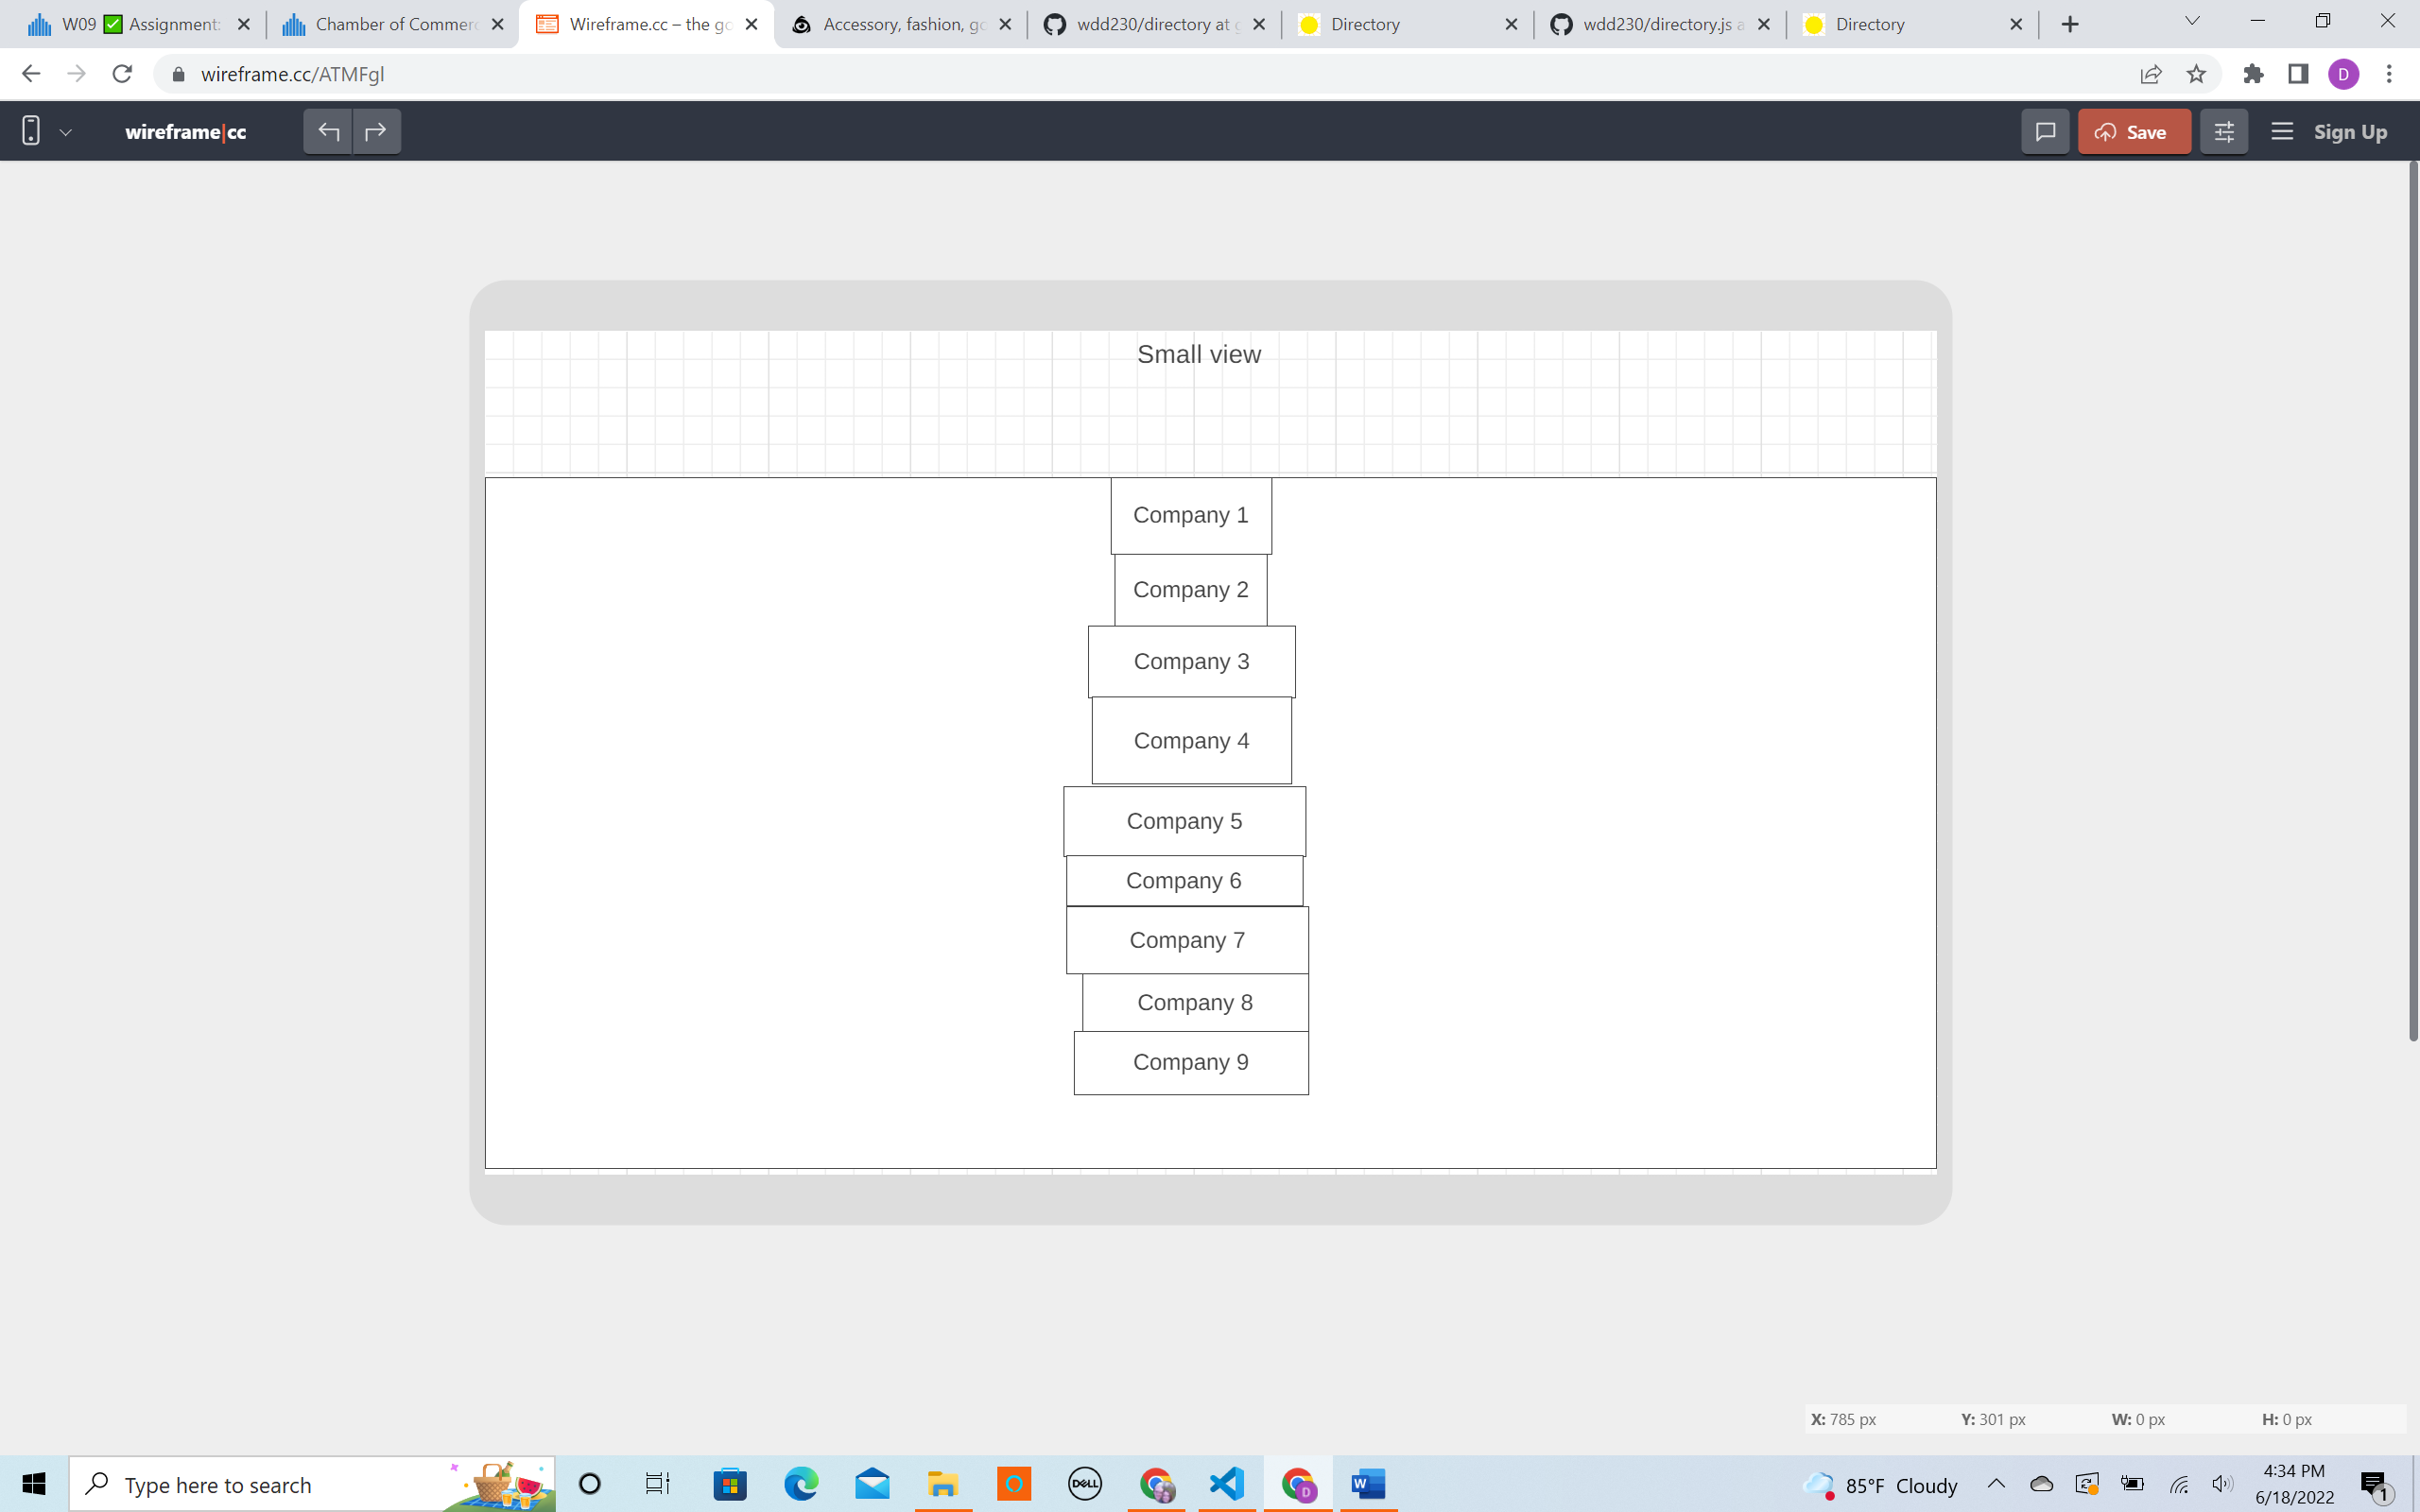 W09 ✅ Assignment:
Chamber of Commerc
Wireframe.cc – the go
Accessory, fashion, go
wdd230/directory at g
Directory
wdd230/directory.js a
Directory
wireframe.cc/ATMFgl
D
wireframe|cc
Save
Sign Up
Small view
Company 1
Company 2
Company 3
Company 4
Company 5
Company 6
Company 7
Company 8
Company 9
X: 785 px Y: 301 px W: 0 px H: 0 px
Type here to search
DELL
D
W
85°F Cloudy
4:34 PM
6/18/2022
1